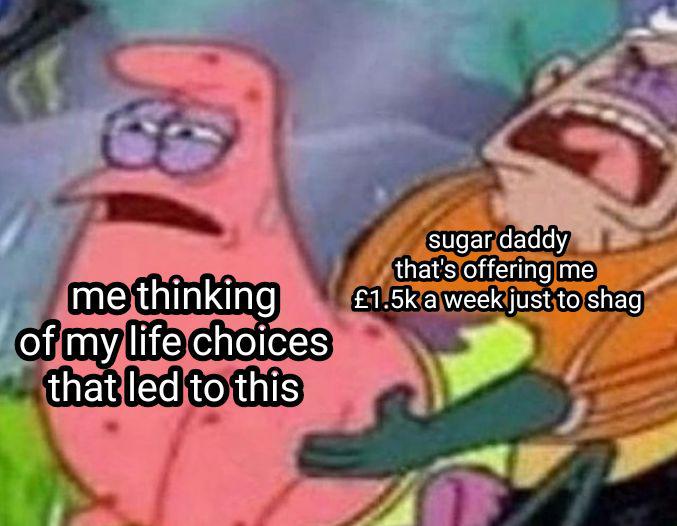 me thinking
of my life choices
that led to this
sugar daddy
that's offering me
£1.5k a week just to shag